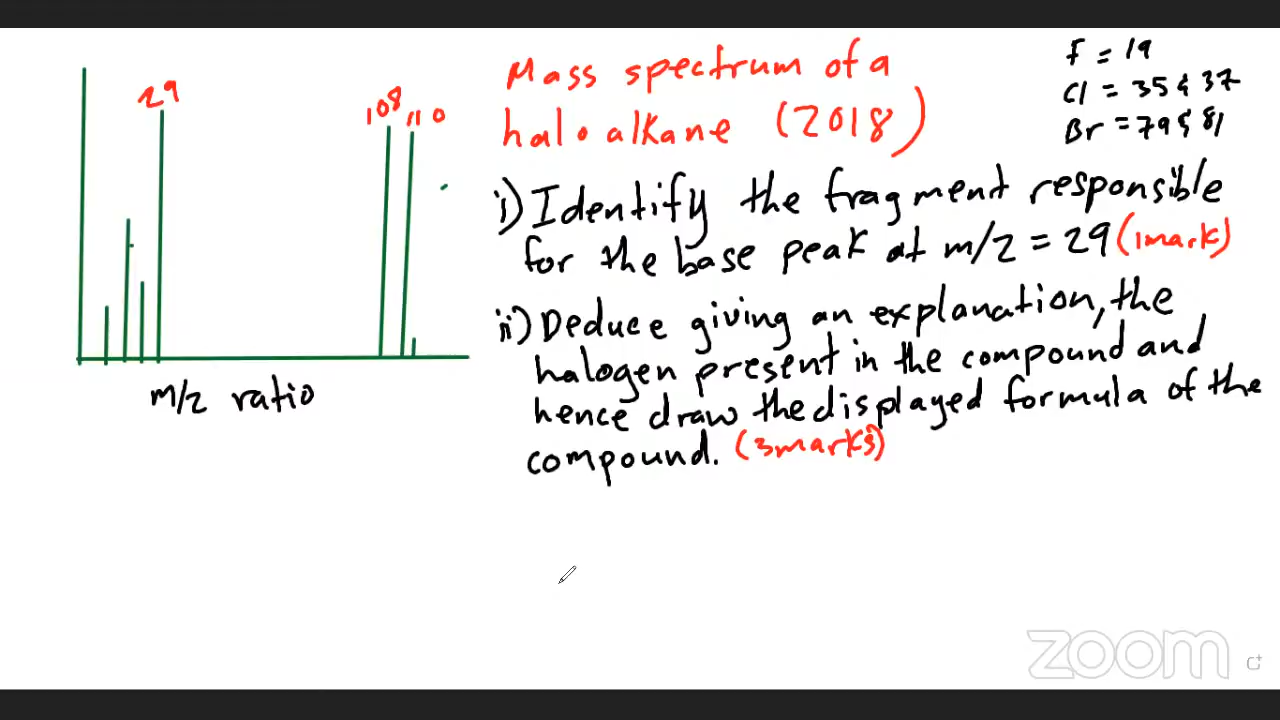 29
108
110
m/z ratio
Mass spectrum of a
haloalkane (2018)
F = 19
Cl = 35 & 37
Br = 79 & 81
i) Identify the fragment responsible
for the base peak at m/z = 29 (1mark)
ii) Deduce giving an explanation, the
halogen present in the compound and
hence draw the displayed formula of the
compound. (3marks)
zoom